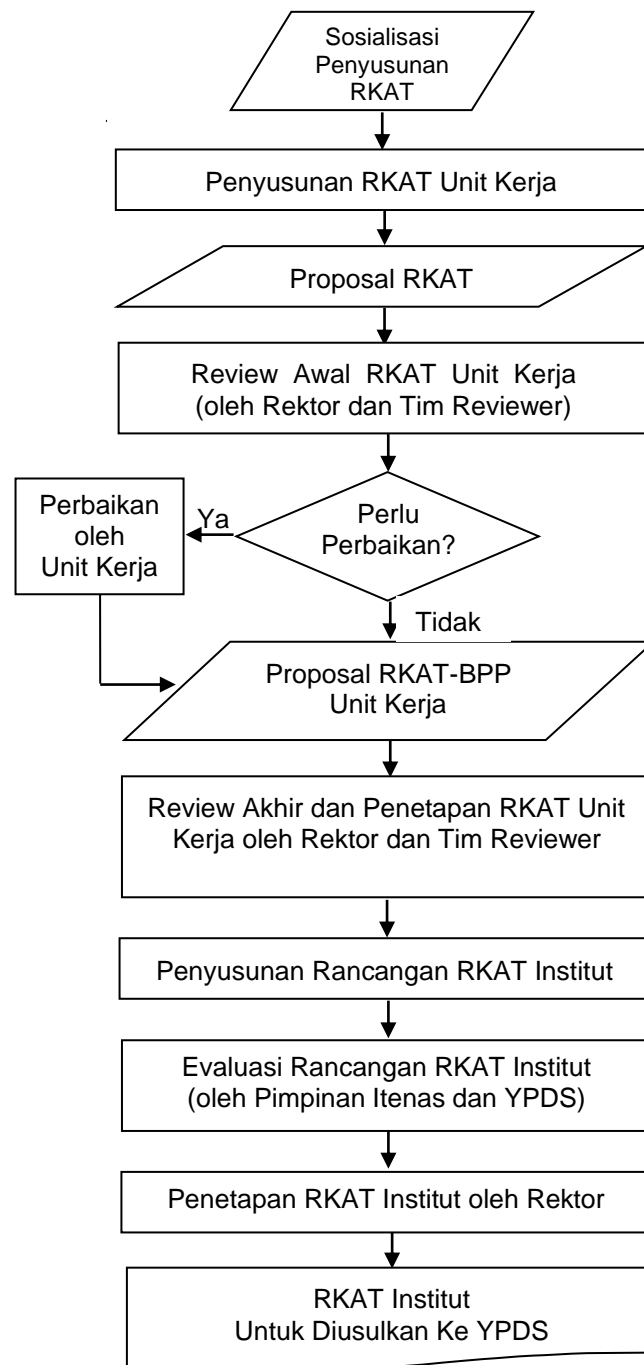 Sosialisasi
Penyusunan
RKAT
Penyusunan RKAT Unit Kerja
Proposal RKAT
Review Awal RKAT Unit Kerja
(oleh Rektor dan Tim Reviewer)
Perlu
Perbaikan?
Ya
Perbaikan
oleh
Unit Kerja
Tidak
Proposal RKAT-BPP
Unit Kerja
Review Akhir dan Penetapan RKAT Unit
Kerja oleh Rektor dan Tim Reviewer
Penyusunan Rancangan RKAT Institut
Evaluasi Rancangan RKAT Institut
(oleh Pimpinan Itenas dan YPDS)
Penetapan RKAT Institut oleh Rektor
RKAT Institut
Untuk Diusulkan Ke YPDS